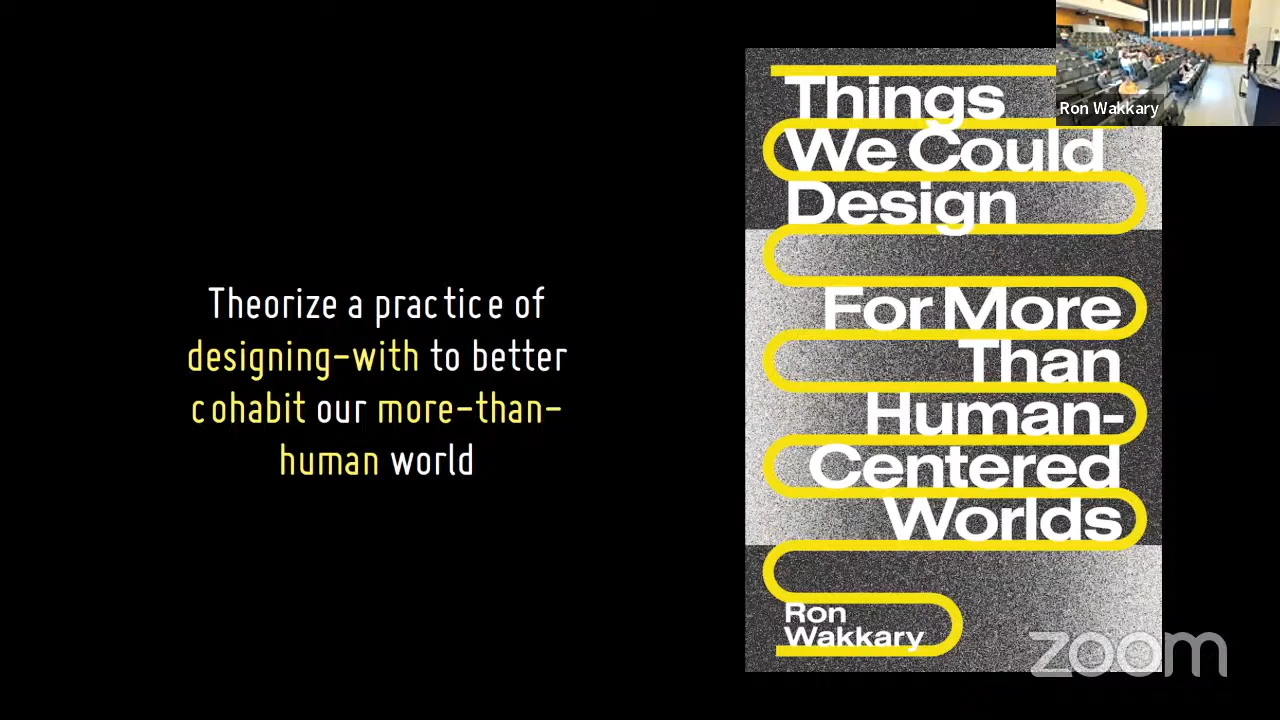 Theorize a practice of
designing-with to better
cohabit our more-than-
human world
Things
We Could
Design
For More
Than
Human-
Centered
Worlds
Ron
Wakkary
Ron Wakkary
zoom